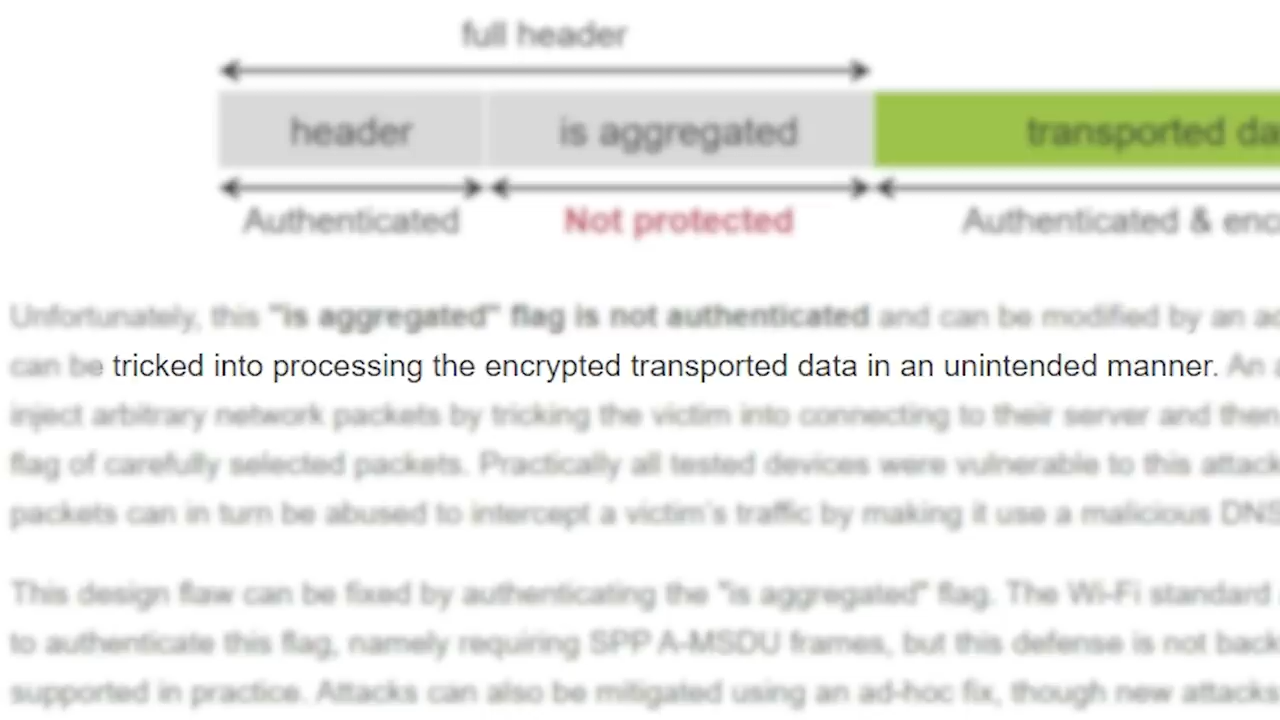 full header
header is aggregated transported da
Authenticated Not protected Authenticated & enc
Unfortunately, this "is aggregated" flag is not authenticated and can be modified by an
can be tricked into processing the encrypted transported data in an unintended manner. An
inject arbitrary network packets by tricking the victim into connecting to their server and then
flag of carefully selected packets. Practically all tested devices were vulnerable to this attack
packets can in turn be abused to intercept a victim's traffic by making it use a malicious DNS
This design flaw can be fixed by authenticating the "is aggregated" flag. The Wi-Fi standard
to authenticate this flag, namely requiring SPP A-MSDU frames, but this defense is not back
supported in practice. Attacks can also be mitigated using an ad-hoc fix, though new attacks